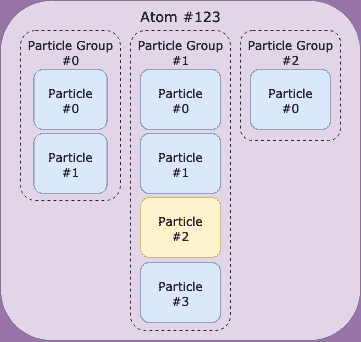 Atom #123
Particle Group
#0
Particle
#0
Particle
#1
Particle Group
#1
Particle
#0
Particle
#1
Particle
#2
Particle
#3
Particle Group
#2
Particle
#0